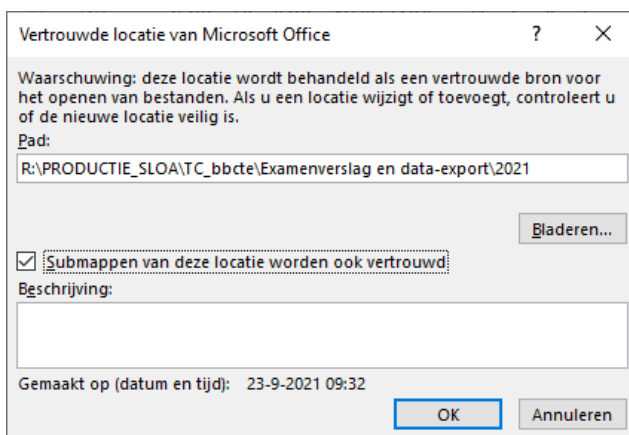 Vertrouwde locatie van Microsoft Office ? ×
Waarschuwing: deze locatie wordt behandeld als een vertrouwde bron voor
het openen van bestanden. Als u een locatie wijzigt of toevoegt, controleert u
of de nieuwe locatie veilig is.
Pad:
R:\PRODUCTIE_SLOA\TC_bbcte\Examenverslag en data-export\2021
Bladeren...
Submappen van deze locatie worden ook vertrouwd
Beschrijving:
Gemaakt op (datum en tijd): 23-9-2021 09:32
OK Annuleren